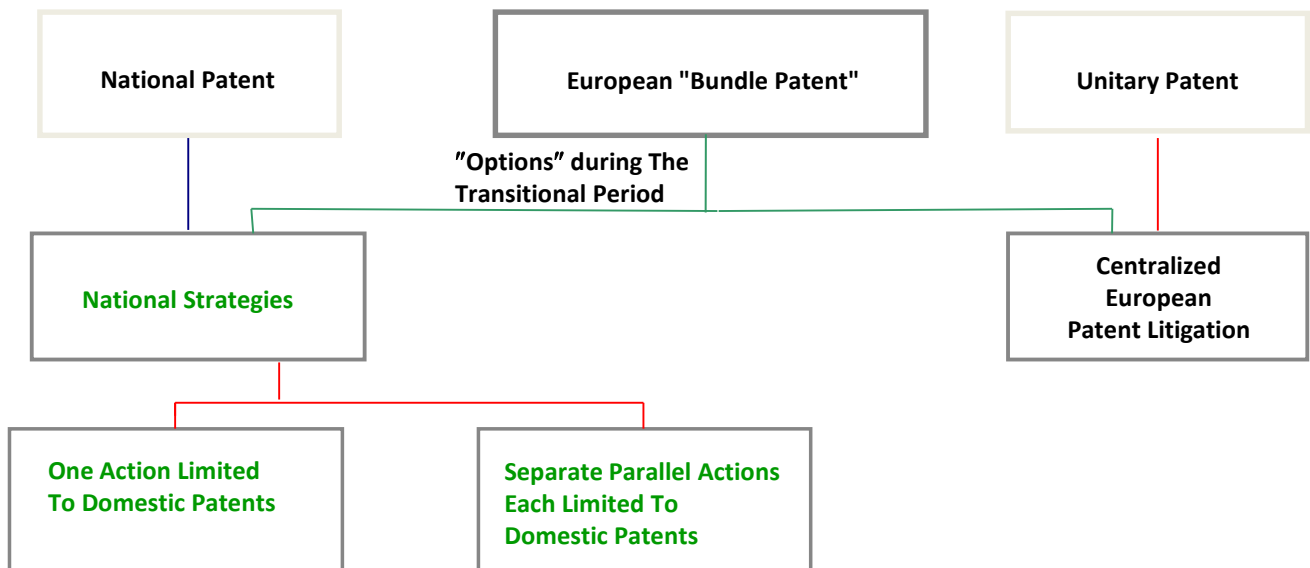 National Patent
European "Bundle Patent"
Unitary Patent
″Options″ during The
Transitional Period
National Strategies
Centralized
European
Patent Litigation
One Action Limited
To Domestic Patents
Separate Parallel Actions
Each Limited To
Domestic Patents